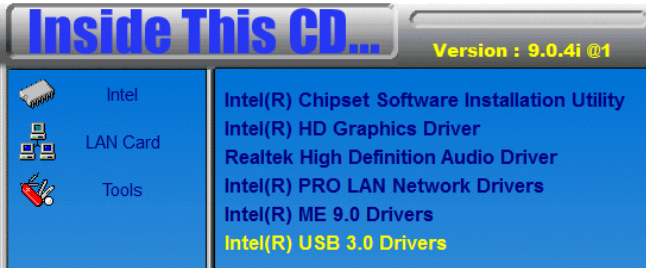 Inside This CD...
Version : 9.0.4i @1
Intel
LAN Card
Tools
Intel(R) Chipset Software Installation Utility
Intel(R) HD Graphics Driver
Realtek High Definition Audio Driver
Intel(R) PRO LAN Network Drivers
Intel(R) ME 9.0 Drivers
Intel(R) USB 3.0 Drivers